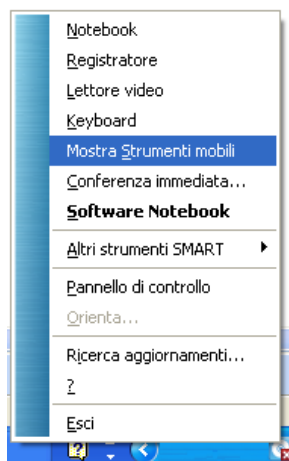 Notebook
Registratore
Lettore video
Keyboard
Mostra Strumenti mobili
Conferenza immediata...
Software Notebook
Altri strumenti SMART
Pannello di controllo
Orienta...
Ricerca aggiornamenti...
?
Esci